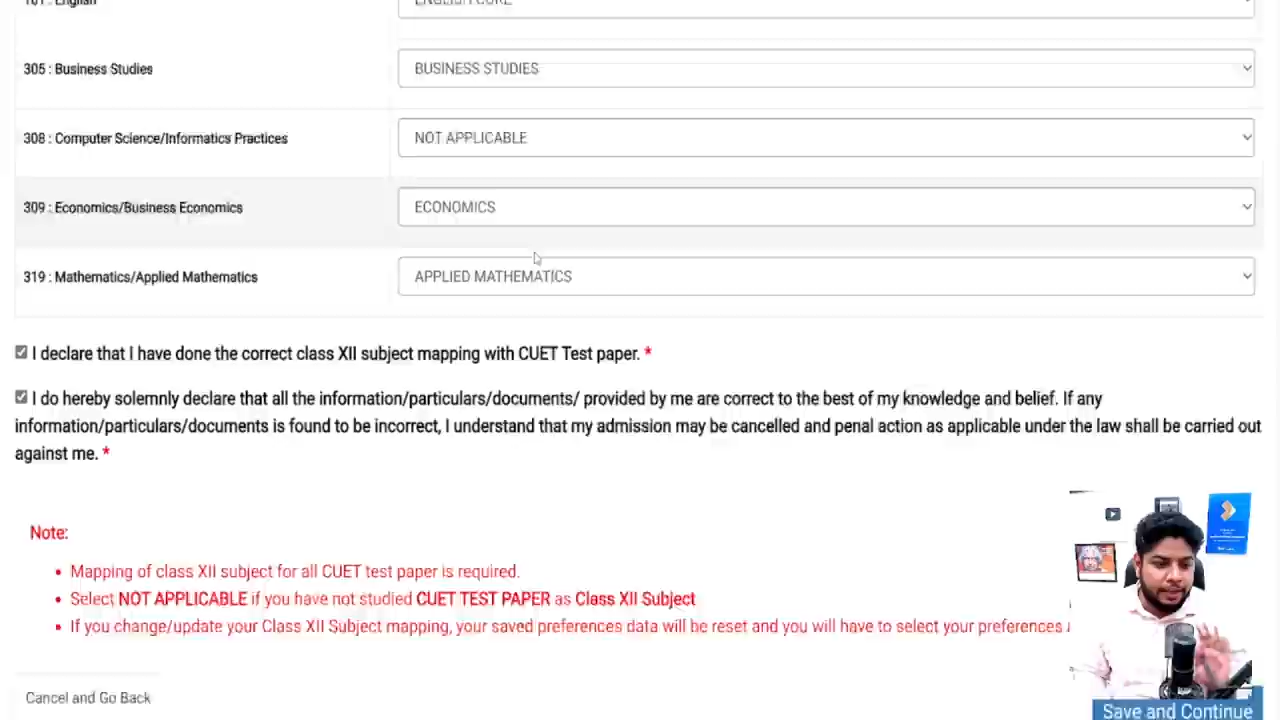 101 : English
ENGLISH CORE
305 : Business Studies
BUSINESS STUDIES
308 : Computer Science/Informatics Practices
NOT APPLICABLE
309 : Economics/Business Economics
ECONOMICS
319 : Mathematics/Applied Mathematics
APPLIED MATHEMATICS
I declare that I have done the correct class XII subject mapping with CUET Test paper. *
I do hereby solemnly declare that all the information/particulars/documents/ provided by me are correct to the best of my knowledge and belief. If any
information/particulars/documents is found to be incorrect, I understand that my admission may be cancelled and penal action as applicable under the law shall be carried out
against me. *
Note:
Mapping of class XII subject for all CUET test paper is required.
Select NOT APPLICABLE if you have not studied CUET TEST PAPER as Class XII Subject
If you change/update your Class XII Subject mapping, your saved preferences data will be reset and you will have to select your preferences
Cancel and Go Back
Save and Continue